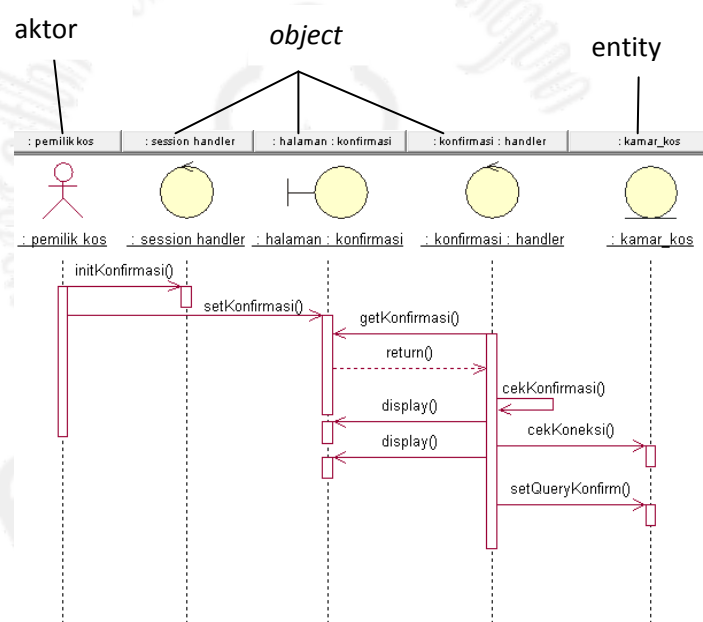 aktor
object
entity
: pemilik kos
: session handler
: halaman : konfirmasi
: konfirmasi : handler
: kamar_kos
: pemilik kos
: session handler
: halaman : konfirmasi
: konfirmasi : handler
: kamar_kos
initKonfirmasi()
setKonfirmasi()
getKonfirmasi()
return()
cekKonfirmasi()
display()
cekKoneksi()
display()
setQueryKonfirm()